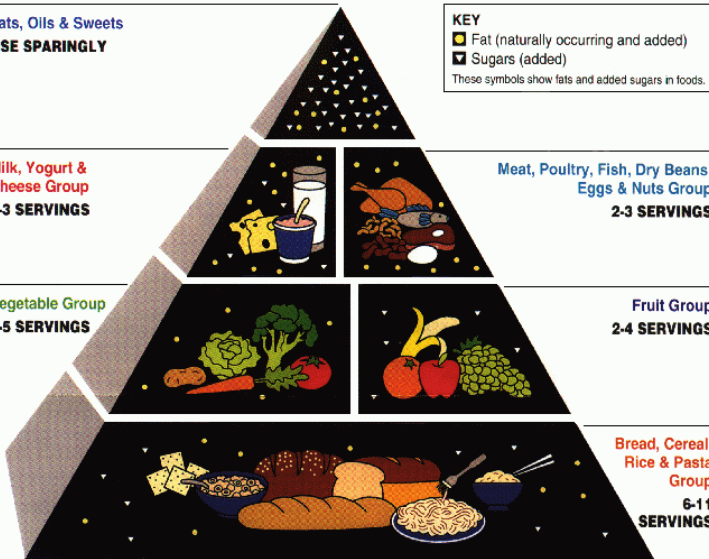 ats, Oils & Sweets
SE SPARINGLY
KEY
Fat (naturally occurring and added)
Sugars (added)
These symbols show fats and added sugars in foods.
ilk, Yogurt &
heese Group
-3 SERVINGS
Meat, Poultry, Fish, Dry Beans,
Eggs & Nuts Group
2-3 SERVINGS
egetable Group
-5 SERVINGS
Fruit Group
2-4 SERVINGS
Bread, Cereal,
Rice & Pasta
Group
6-11
SERVINGS